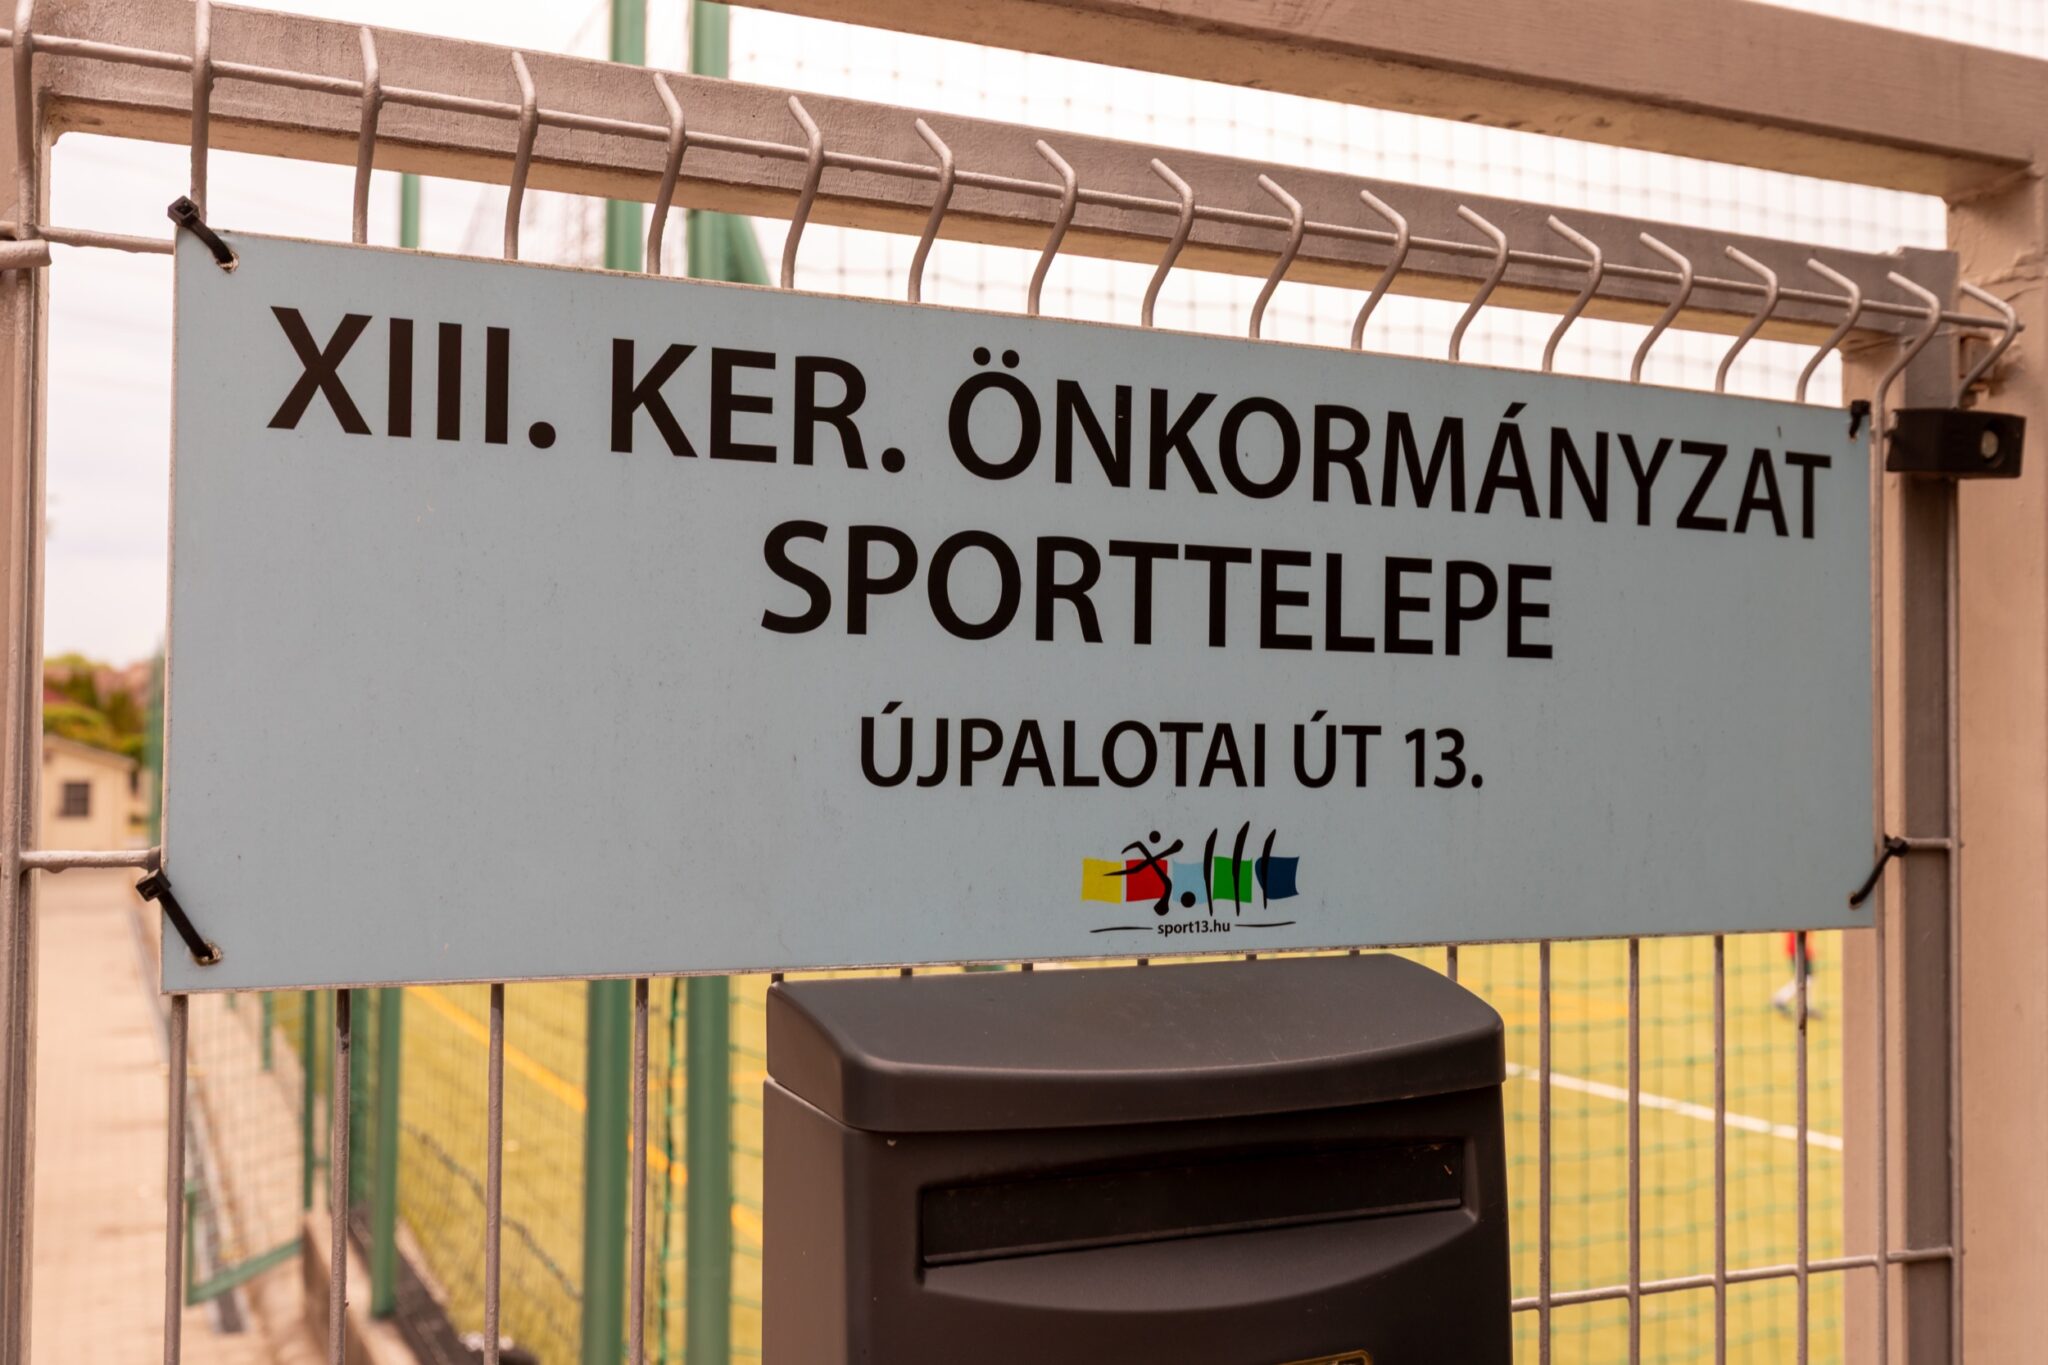 XIII. KER. ÖNKORMÁNYZAT
SPORTTELEPE
ÚJPALOTAI ÚT 13.
sport13.hu